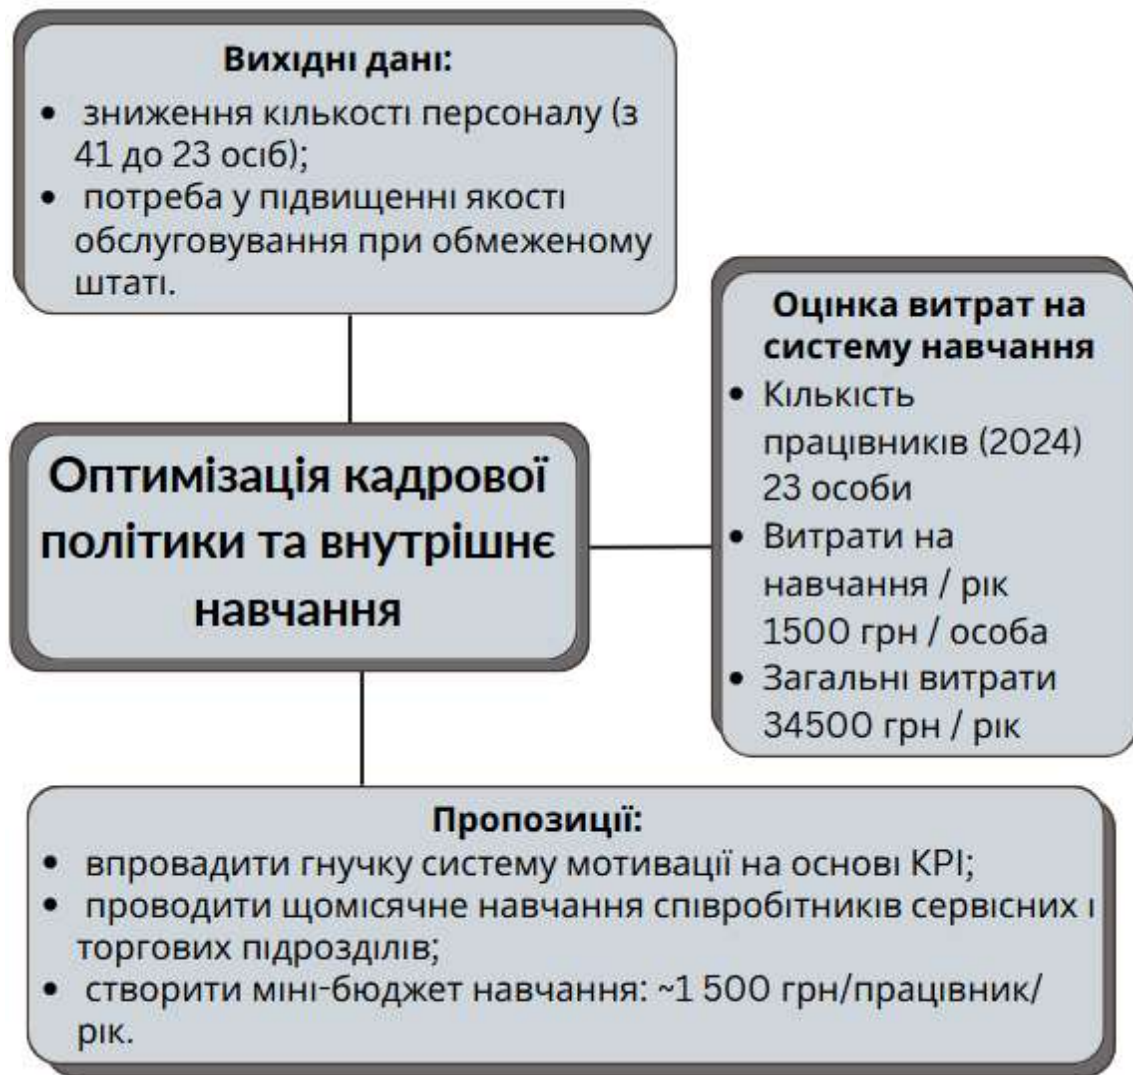 Вихідні дані:
• зниження кількості персоналу (з
41 до 23 осіб);
• потреба у підвищенні якості
обслуговування при обмеженому
штаті.
Оцінка витрат на
систему навчання
• Кількість
працівників (2024)
23 особи
• Витрати на
навчання / рік
1500 грн / особа
• Загальні витрати
34500 грн / рік
Оптимізація кадрової
політики та внутрішнє
навчання
Пропозиції:
• впровадити гнучку систему мотивації на основі KPI;
• проводити щомісячне навчання співробітників сервісних і
торгових підрозділів;
• створити міні-бюджет навчання: ~1 500 грн/працівник/
рік.